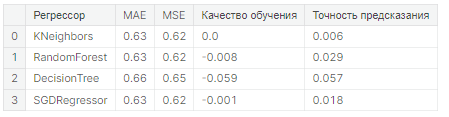 Регрессор MAE MSE Качество обучения Точность предсказания
0 KNeighbors 0.63 0.62 0.0 0.006
1 RandomForest 0.63 0.62 -0.008 0.029
2 DecisionTree 0.66 0.65 -0.059 0.057
3 SGDRegressor 0.63 0.62 -0.001 0.018